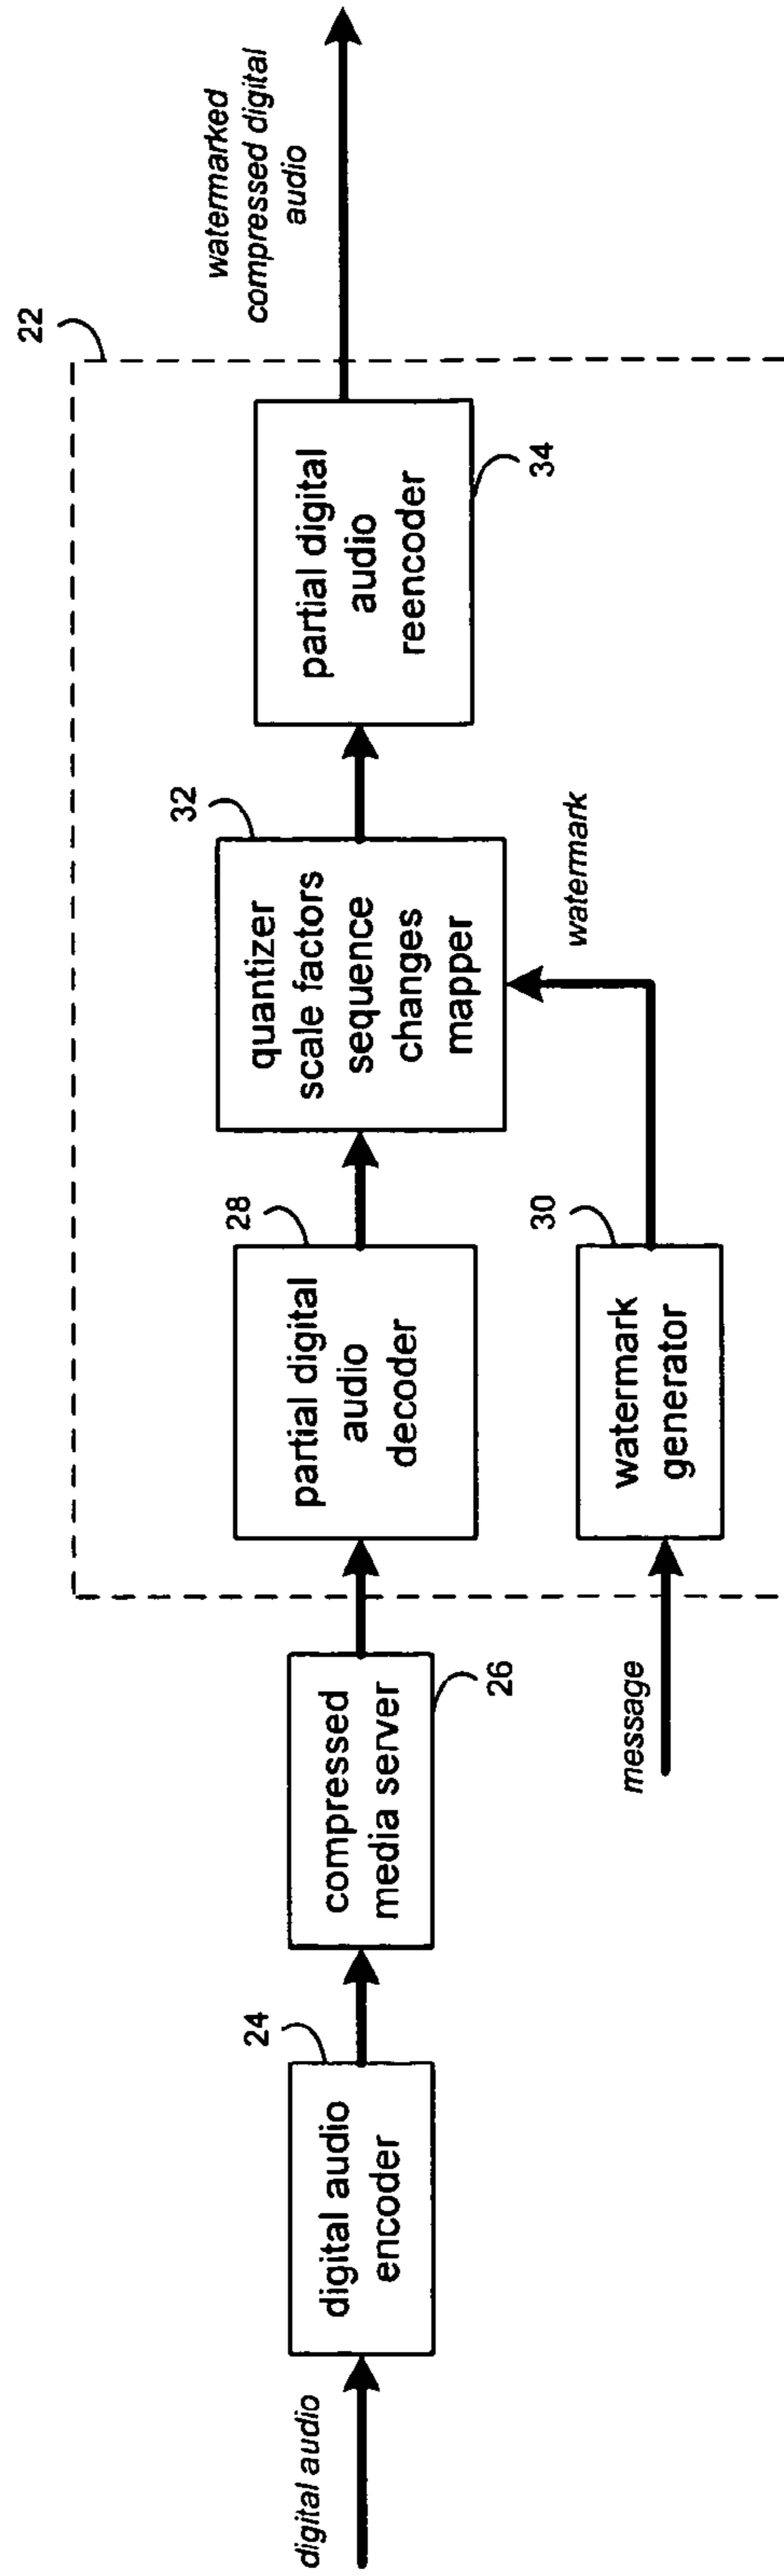 digital audio
24
digital audio
encoder
compressed
media server
26
message
22
28
partial digital
audio
decoder
30
watermark
generator
32
quantizer
scale factors
sequence
changes
mapper
watermark
partial digital
audio
reencoder
34
watermarked
compressed digital
audio